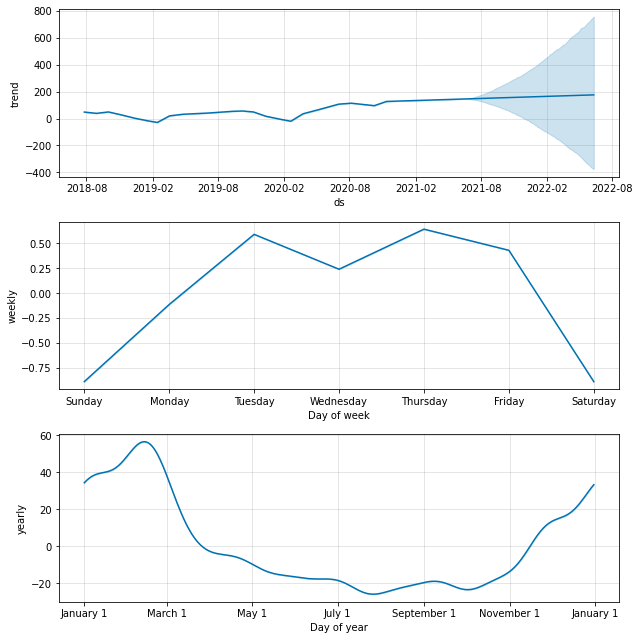 800
600
400
200
0
−200
−400
trend
2018-08 2019-02 2019-08 2020-02 2020-08 2021-02 2021-08 2022-02 2022-08
ds
0.50
0.25
0.00
−0.25
−0.50
−0.75
weekly
Sunday Monday Tuesday Wednesday Thursday Friday Saturday
Day of week
60
40
20
0
−20
yearly
January 1 March 1 May 1 July 1 September 1 November 1 January 1
Day of year